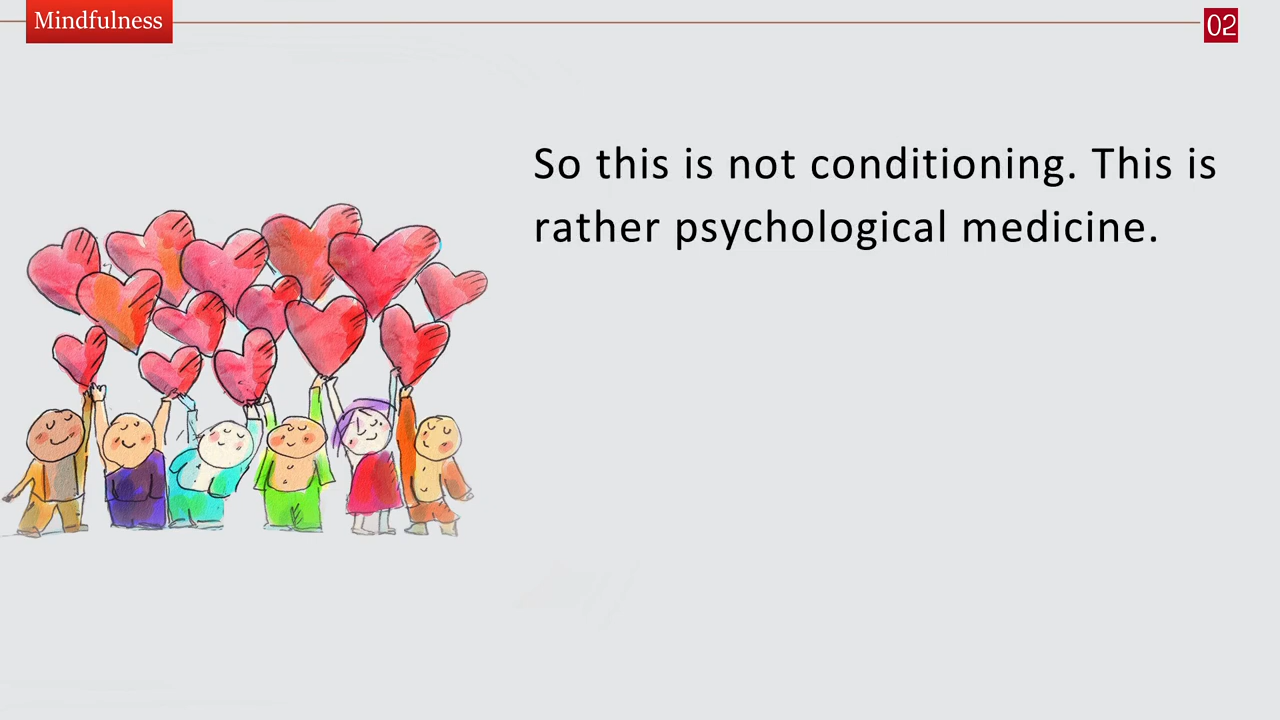 Mindfulness
02
So this is not conditioning. This is
rather psychological medicine.